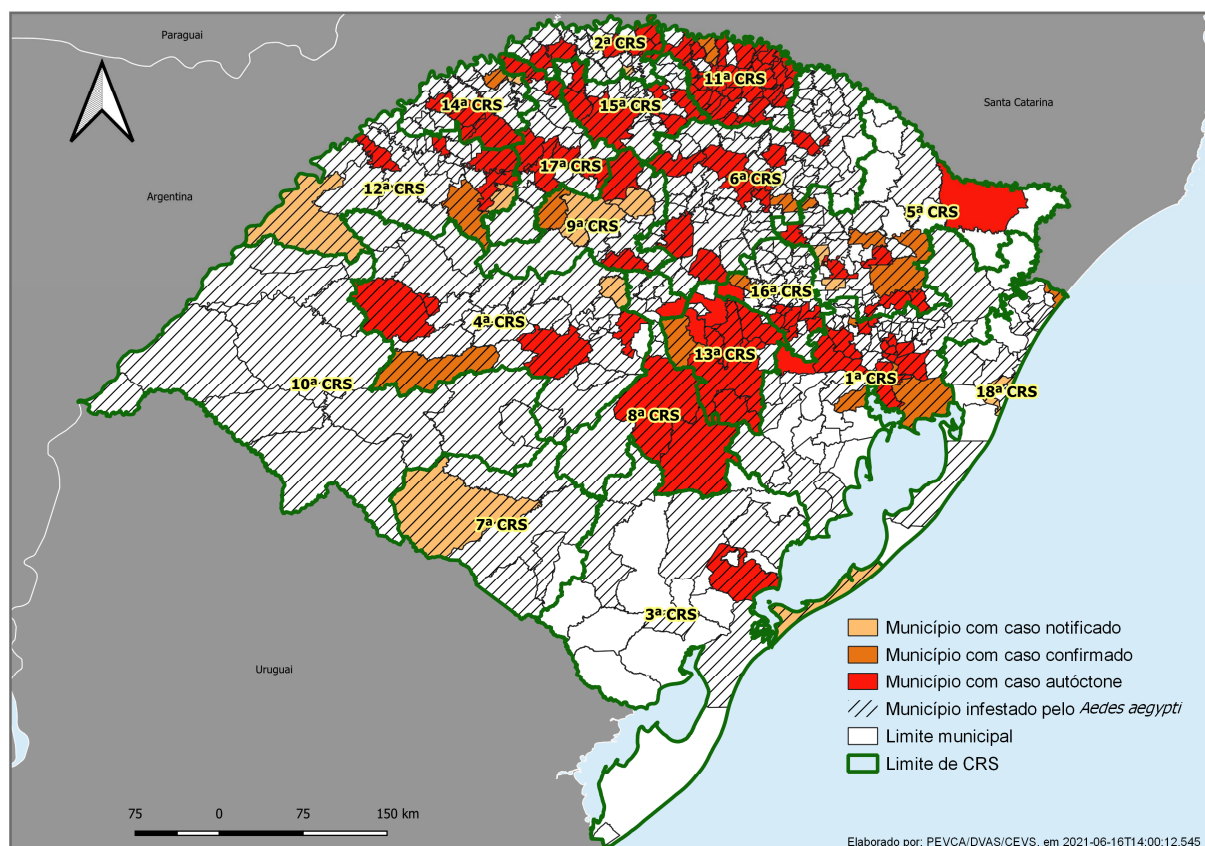 Paraguai
2ª CRS
11ª CRS
Santa Catarina
14ª CRS
15ª CRS
17ª CRS
6ª CRS
12ª CRS
Argentina
5ª CRS
9ª CRS
16ª CRS
4ª CRS
13ª CRS
10ª CRS
1ª CRS
18ª CRS
8ª CRS
7ª CRS
3ª CRS
Uruguai
Município com caso notificado
Município com caso confirmado
Município com caso autóctone
Município infestado pelo Aedes aegypti
Limite municipal
Limite de CRS
75 0 75 150 km
Elaborado por: PEVCA/DVAS/CEVS, em 2021-06-16T14:00:12.545